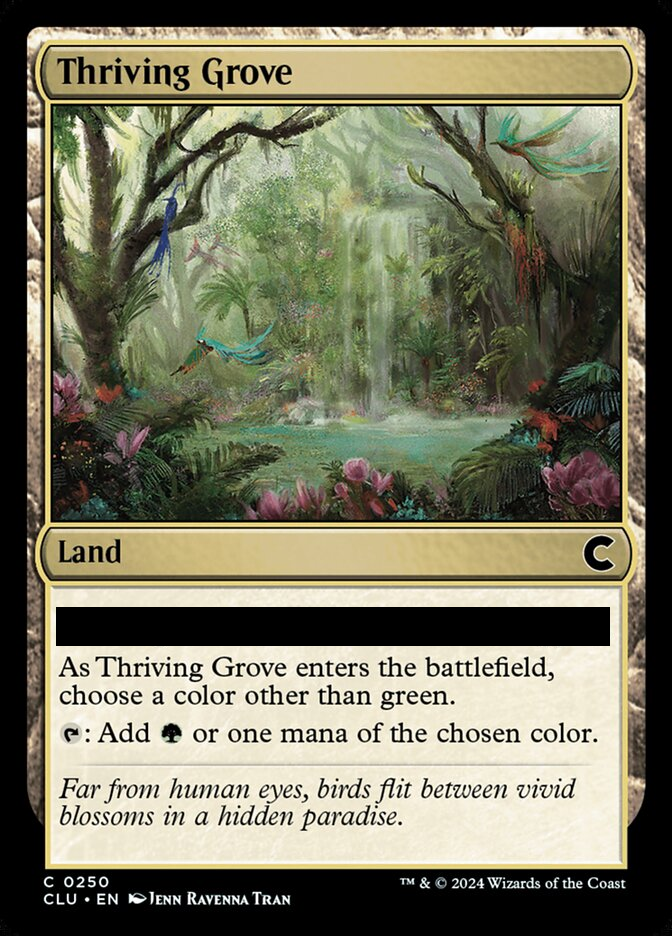 Thriving Grove
Land
As Thriving Grove enters the battlefield,
choose a color other than green.
: Add or one mana of the chosen color.
Far from human eyes, birds flit between vivid
blossoms in a hidden paradise.
C 0250
CLU • EN Jenn Ravenna Tran
™ & © 2024 Wizards of the Coast